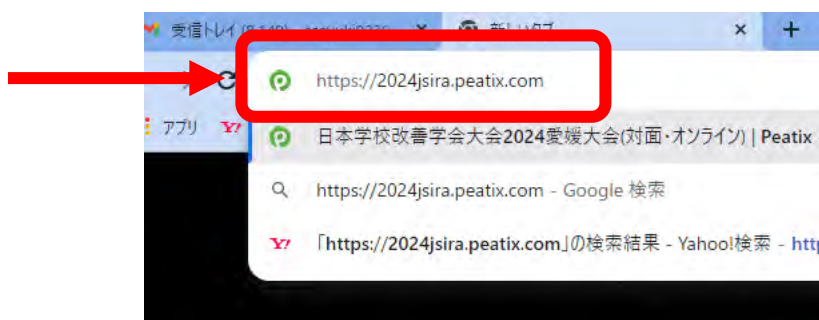 受信トレイ
新しいタブ
https://2024jsira.peatix.com
アプリ Y!
日本学校改善学会大会2024愛媛大会(対面・オンライン) | Peatix
https://2024jsira.peatix.com - Google 検索
Y! 「https://2024jsira.peatix.com」の検索結果 - Yahoo!検索 - http